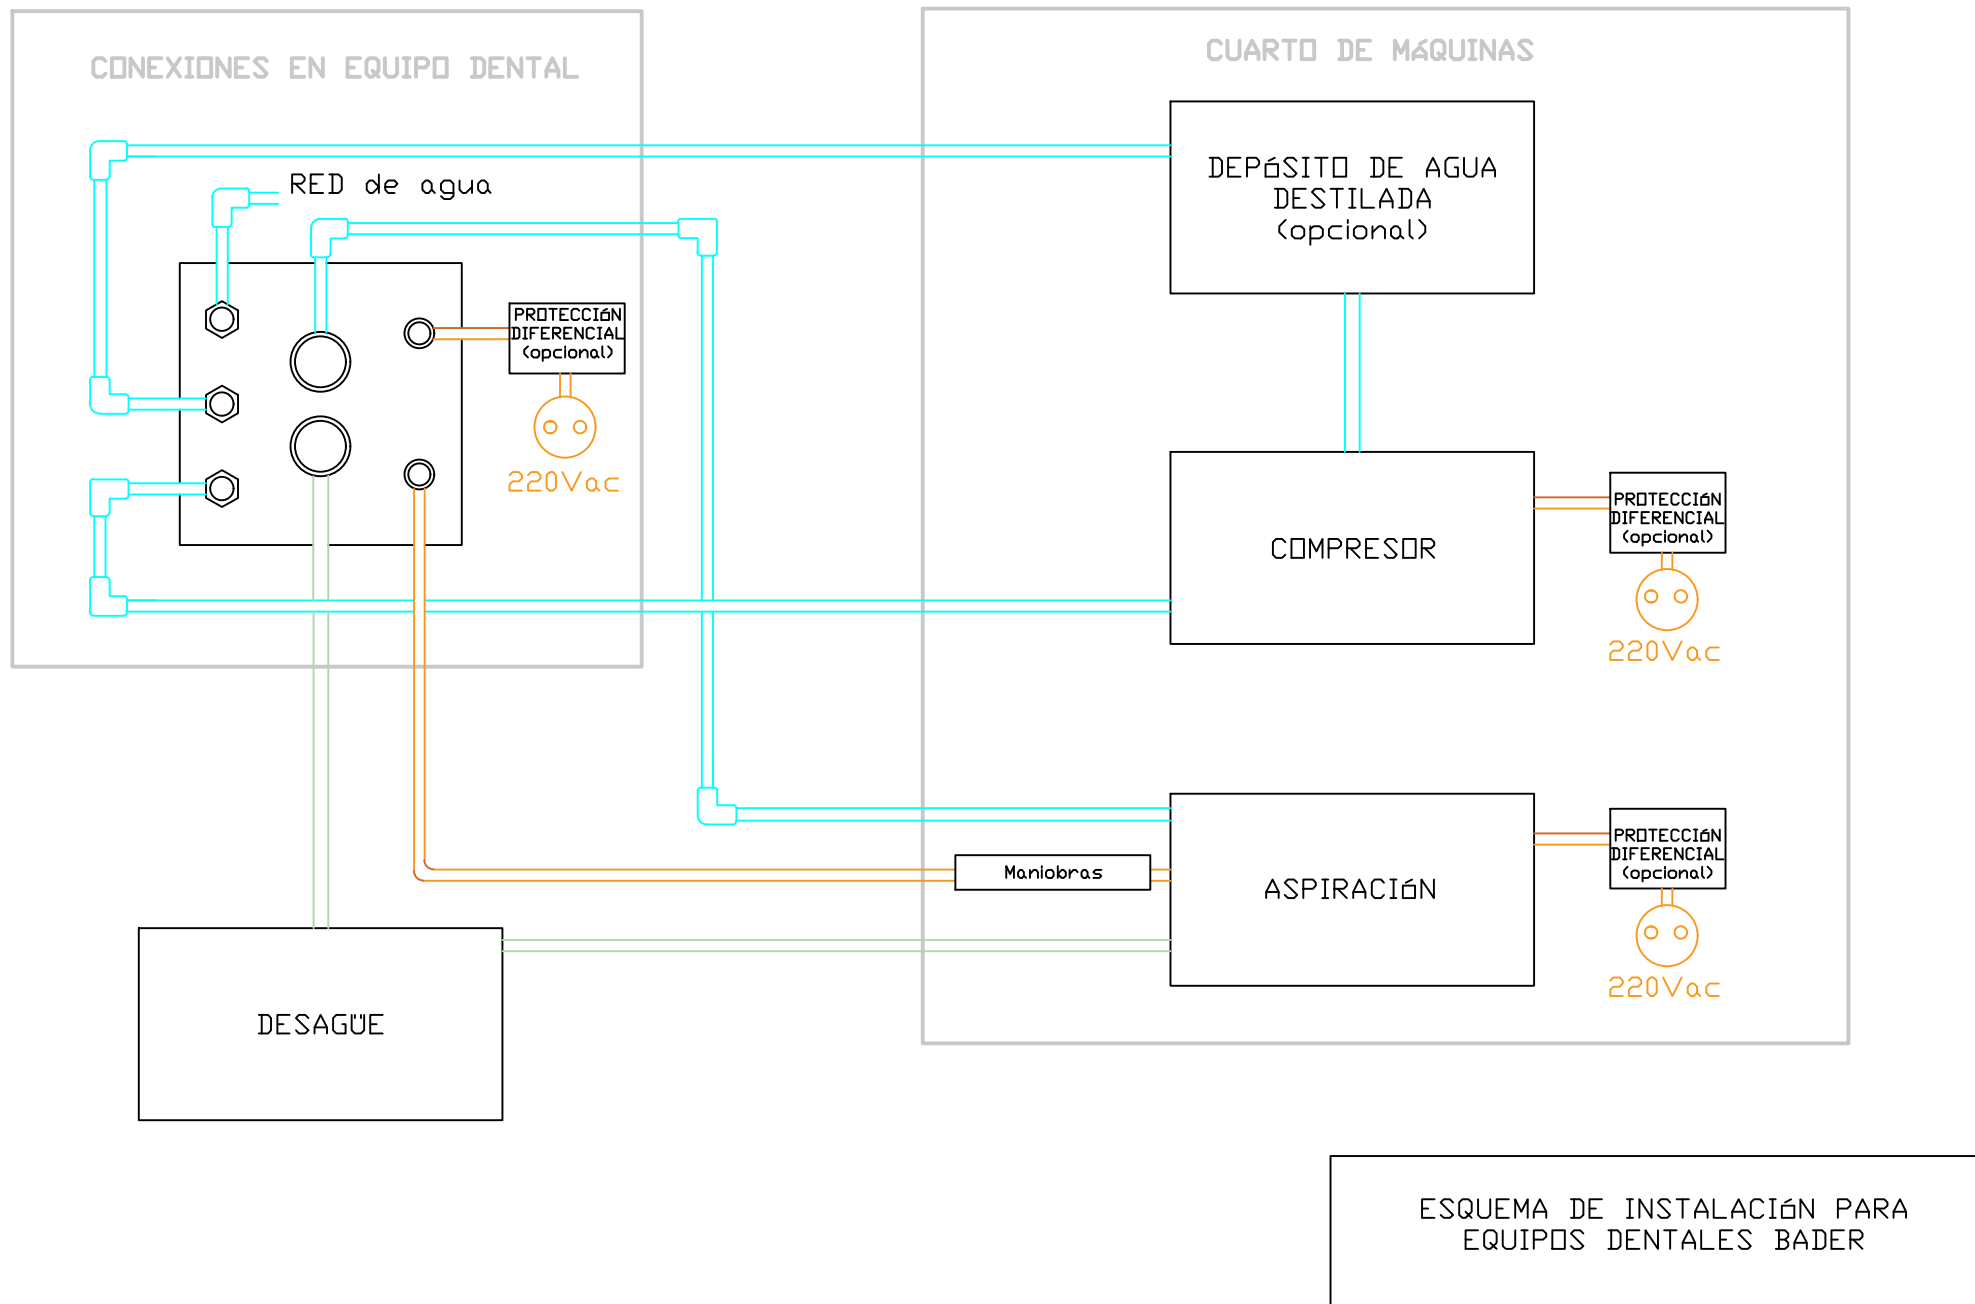 CONEXIONES EN EQUIPO DENTAL
CUARTO DE MáQUINAS
DEPóSITO DE AGUA
DESTILADA
(opcional)
RED de agua
PROTECCIóN
DIFERENCIAL
(opcional)
220Vac
COMPRESOR
PROTECCIóN
DIFERENCIAL
(opcional)
220Vac
Maniobras
ASPIRACIóN
PROTECCIóN
DIFERENCIAL
(opcional)
220Vac
DESAGÜE
ESQUEMA DE INSTALACIóN PARA
EQUIPOS DENTALES BADER